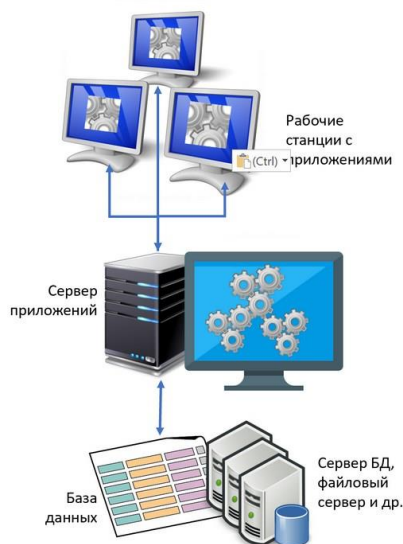 Рабочие
станции с
приложениями
(Ctrl)
Сервер
приложений
База
данных
Сервер БД,
файловый
сервер и др.